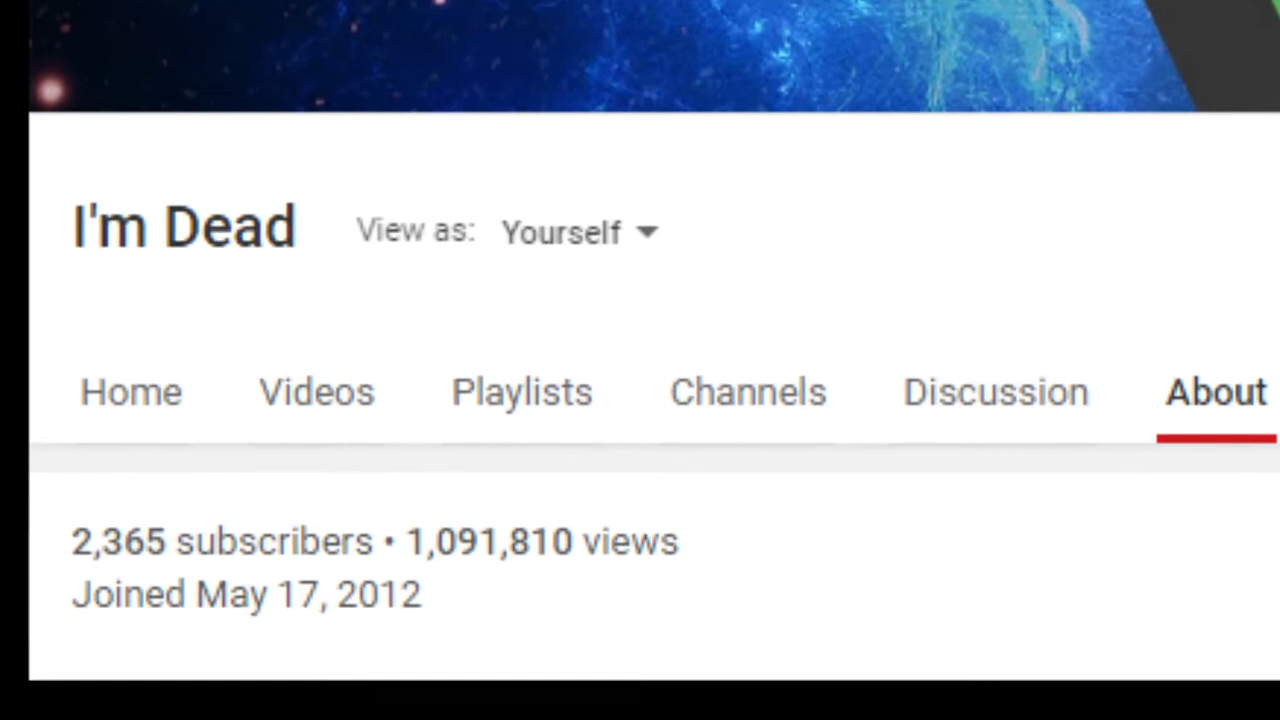 I'm Dead View as: Yourself
Home Videos Playlists Channels Discussion About
2,365 subscribers • 1,091,810 views
Joined May 17, 2012